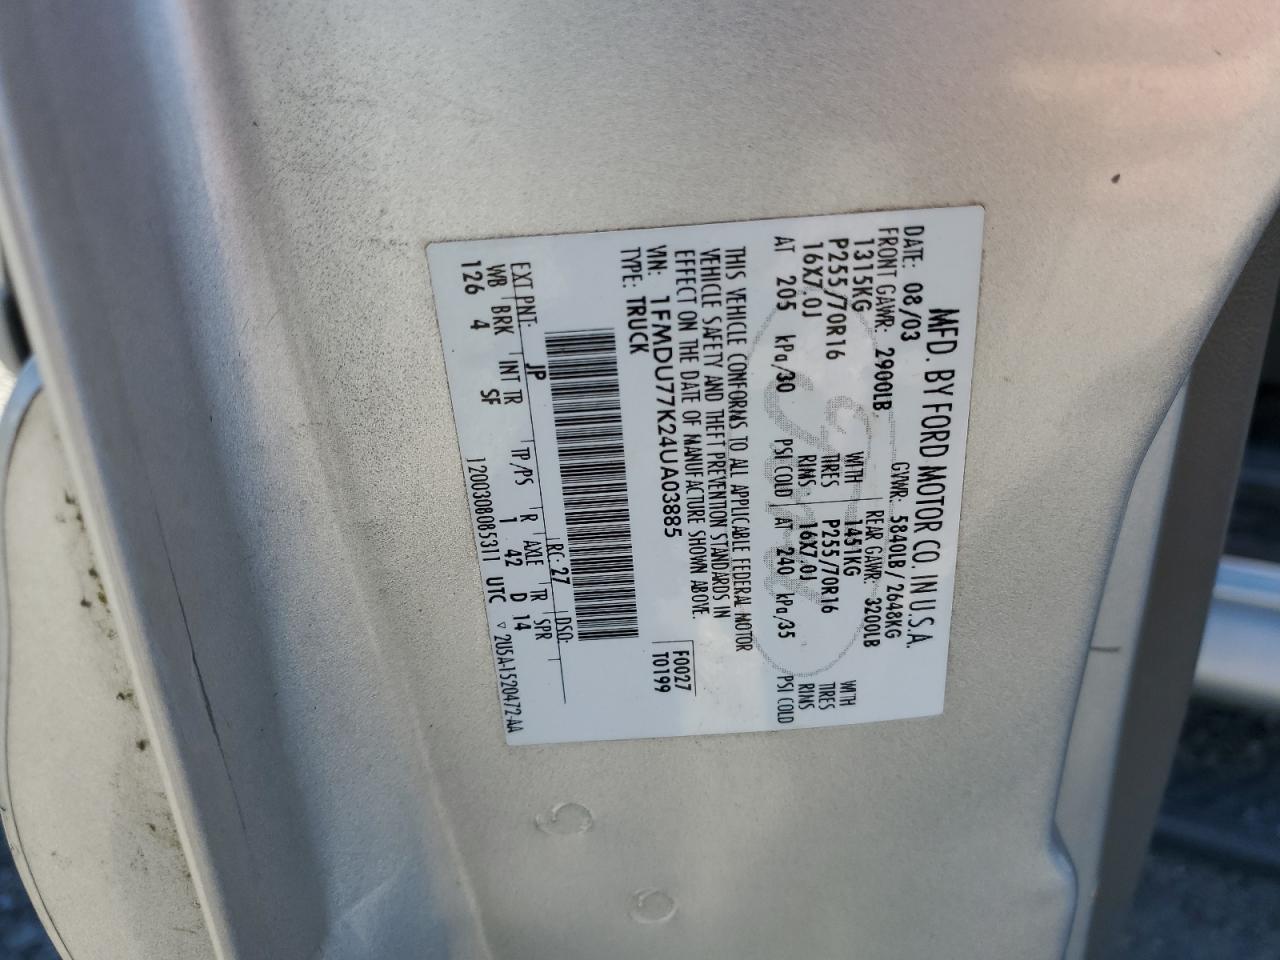 MFD. BY FORD MOTOR CO. IN U.S.A.
DATE: 08/03 GVWR: 5840LB/2648KG
FRONT GAWR: 2900LB REAR GAWR: 3200LB
1315KG WITH 1451KG WITH
P255/70R16 TIRES P255/70R16 TIRES
16X7.0J RIMS 16X7.0J RIMS
AT 205 kPa/30 PSI COLD AT 240 kPa/35 PSI COLD
THIS VEHICLE CONFORMS TO ALL APPLICABLE FEDERAL MOTOR
VEHICLE SAFETY AND THEFT PREVENTION STANDARDS IN
EFFECT ON THE DATE OF MANUFACTURE SHOWN ABOVE.
VIN: 1FMDU77K24UA03885 F0027
TYPE: TRUCK T0199
EXT PNT: JP RC: 27 DSO:
WB BRK INT TR TP/PS R AXLE TR SPR
126 4 SF 1 42 D 14
1200308085311 UTC ▽ 2U5A-1520472-AA